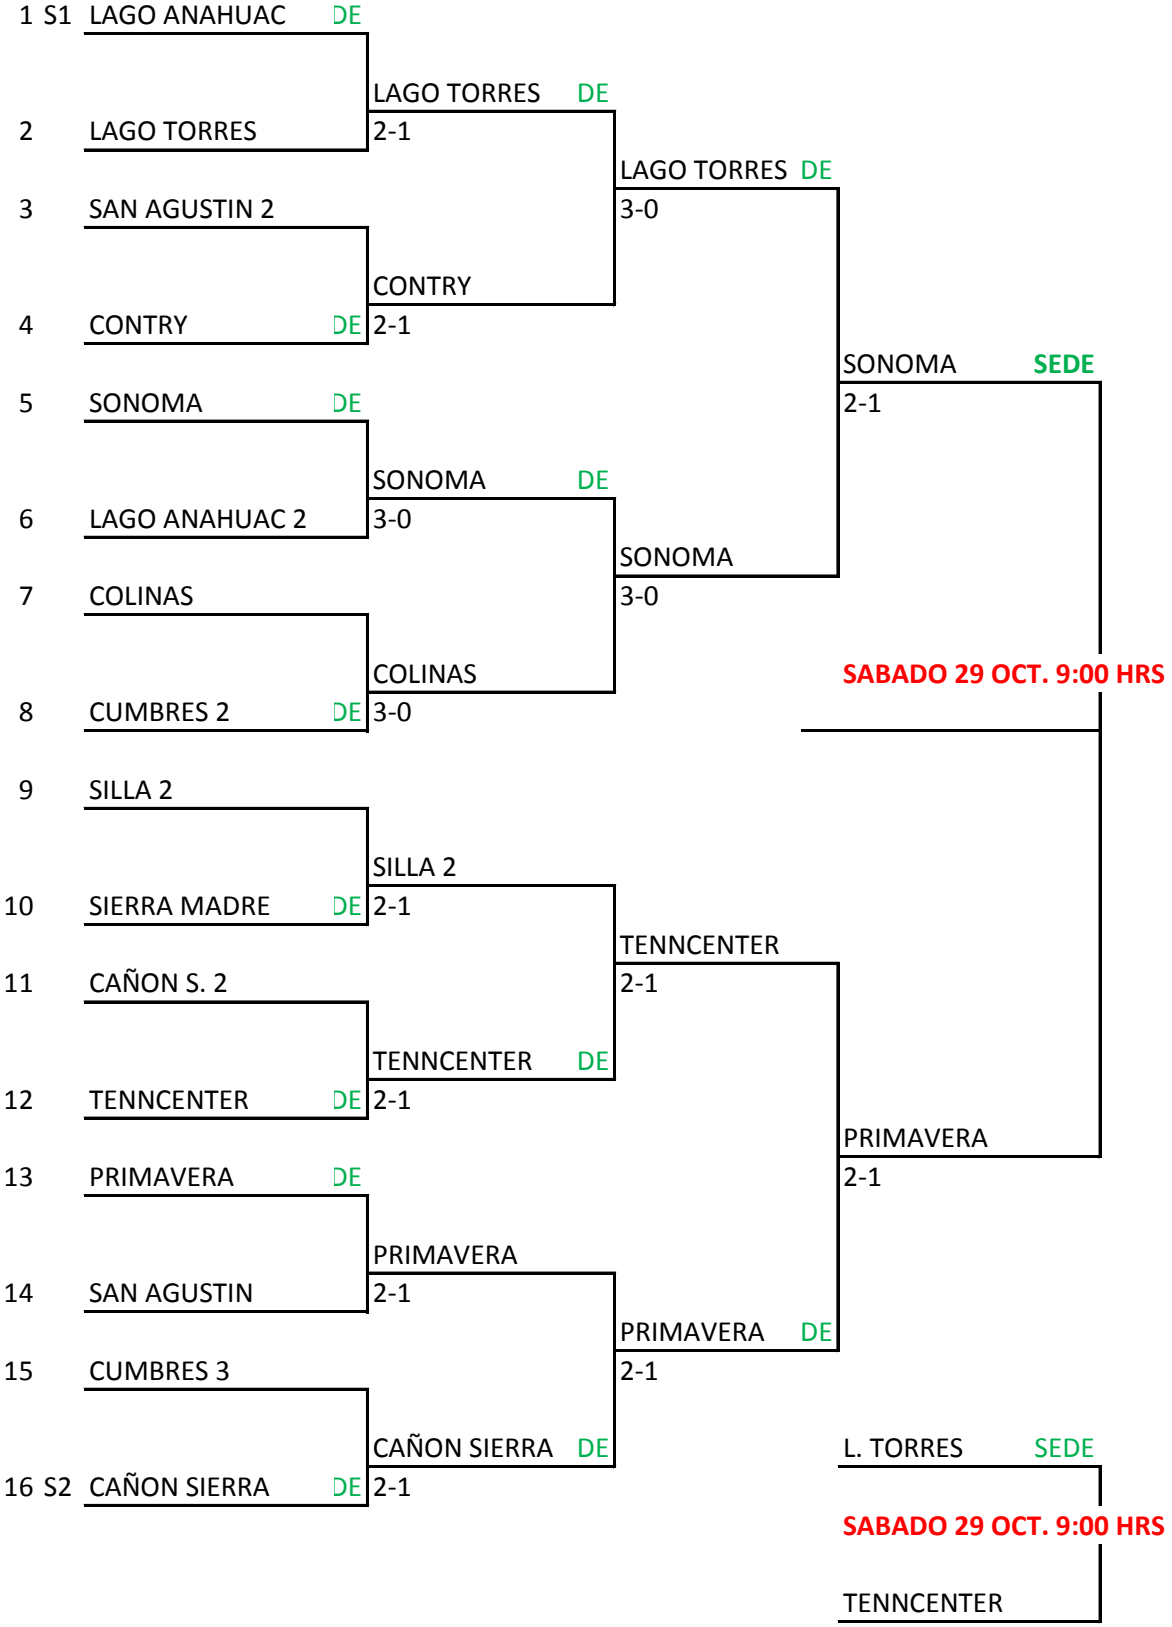 1 S1 LAGO ANAHUAC DE
LAGO TORRES DE
2 LAGO TORRES 2-1
LAGO TORRES DE
3 SAN AGUSTIN 2 3-0
CONTRY
4 CONTRY DE 2-1
SONOMA SEDE
5 SONOMA DE 2-1
SONOMA DE
6 LAGO ANAHUAC 2 3-0
SONOMA
7 COLINAS 3-0
COLINAS SABADO 29 OCT. 9:00 HRS
8 CUMBRES 2 DE 3-0
9 SILLA 2
SILLA 2
10 SIERRA MADRE DE 2-1
TENNCENTER
11 CAÑON S. 2 2-1
TENNCENTER DE
12 TENNCENTER DE 2-1
PRIMAVERA
13 PRIMAVERA DE 2-1
PRIMAVERA
14 SAN AGUSTIN 2-1
PRIMAVERA DE
15 CUMBRES 3 2-1
CAÑON SIERRA DE L. TORRES SEDE
16 S2 CAÑON SIERRA DE 2-1
SABADO 29 OCT. 9:00 HRS
TENNCENTER